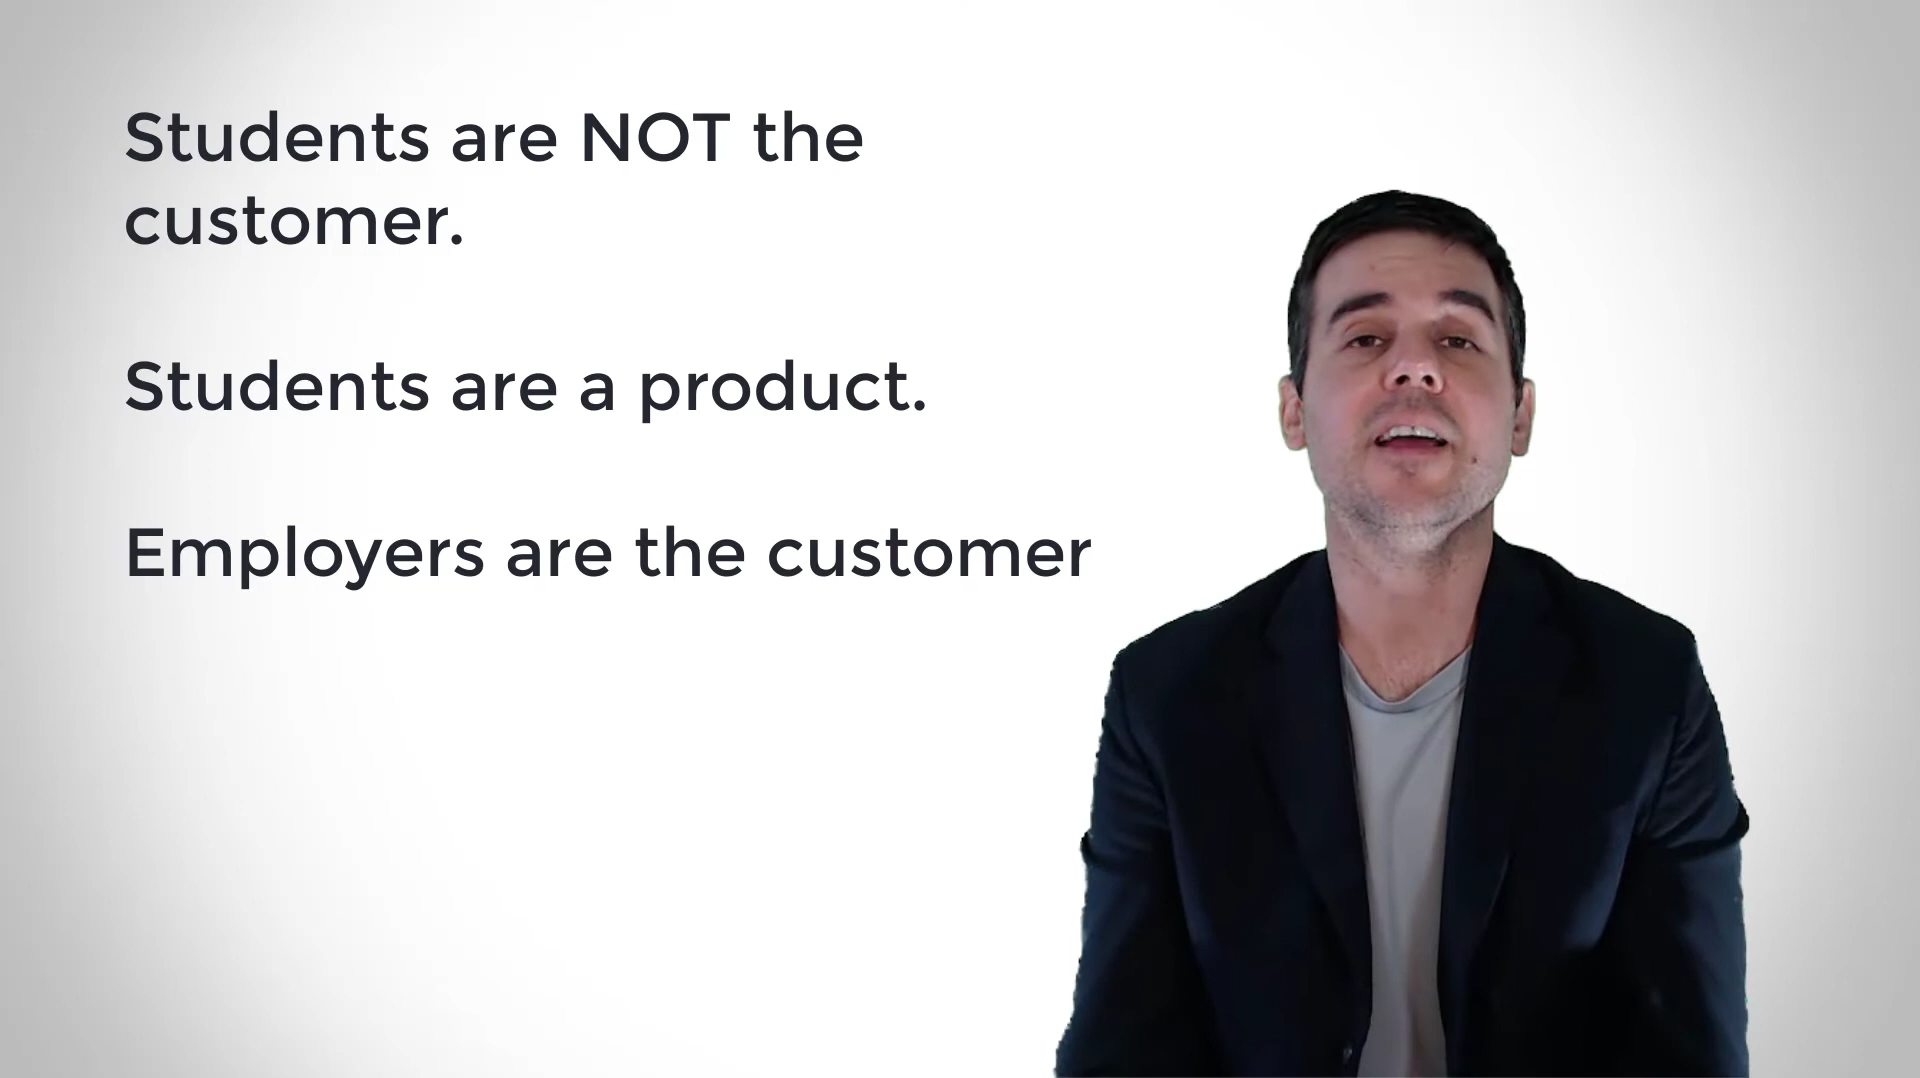 Students are NOT the
customer.
Students are a product.
Employers are the customer